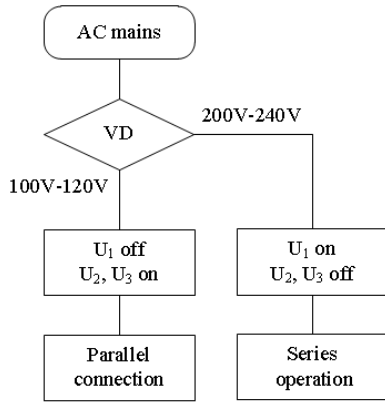 AC mains
VD
200V-240V
100V-120V
U₁ off
U₂, U₃ on
U₁ on
U₂, U₃ off
Parallel
connection
Series
operation